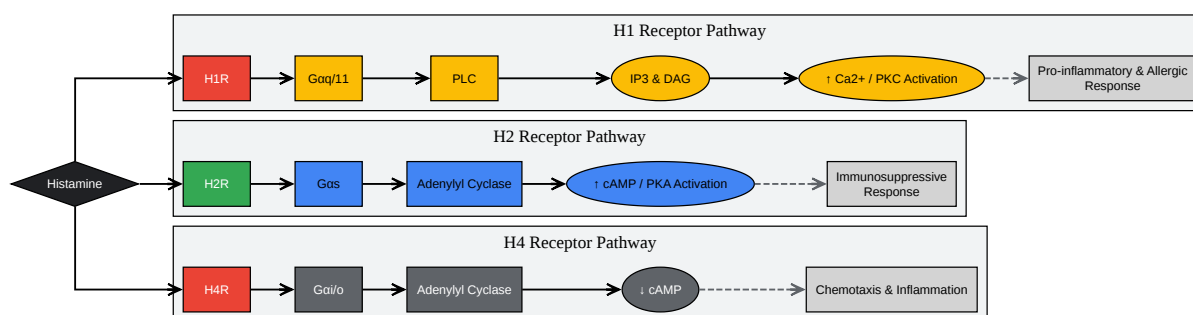 H1 Receptor Pathway
H1R
Gαq/11
PLC
IP3 & DAG
↑ Ca2+ / PKC Activation
Pro-inflammatory & Allergic
Response
H2 Receptor Pathway
Histamine
H2R
Gαs
Adenylyl Cyclase
↑ cAMP / PKA Activation
Immunosuppressive
Response
H4 Receptor Pathway
H4R
Gαi/o
Adenylyl Cyclase
↓ cAMP
Chemotaxis & Inflammation